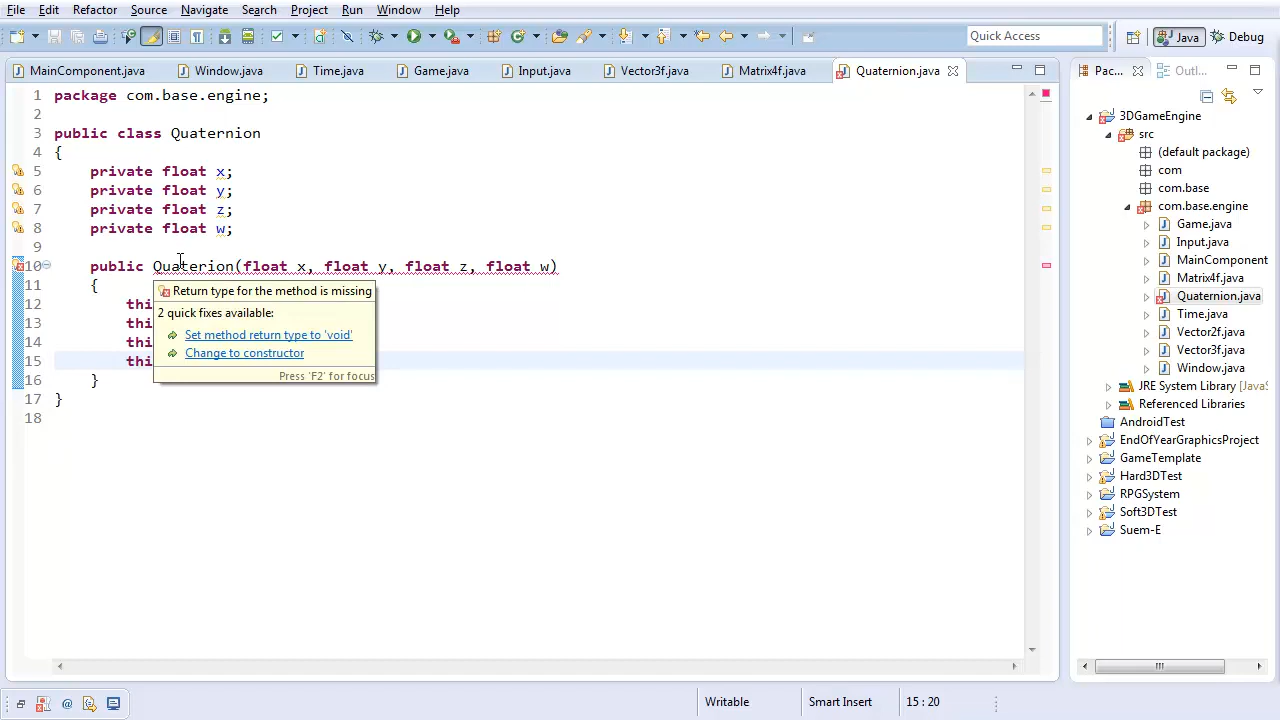 File Edit Refactor Source Navigate Search Project Run Window Help
Quick Access
Java
Debug
MainComponent.java Window.java Time.java Game.java Input.java Vector3f.java Matrix4f.java Quaternion.java
Pac... Outl...
1 package com.base.engine;
2
3 public class Quaternion
4 {
5 private float x;
6 private float y;
7 private float z;
8 private float w;
9
10 public Quaterion(float x, float y, float z, float w)
11 {
12 thi
13 thi
14 thi
15 thi
16 }
17 }
18
Return type for the method is missing
2 quick fixes available:
Set method return type to 'void'
Change to constructor
Press 'F2' for focus
3DGameEngine
src
(default package)
com
com.base
com.base.engine
Game.java
Input.java
MainComponent
Matrix4f.java
Quaternion.java
Time.java
Vector2f.java
Vector3f.java
Window.java
JRE System Library [JavaS
Referenced Libraries
AndroidTest
EndOfYearGraphicsProject
GameTemplate
Hard3DTest
RPGSystem
Soft3DTest
Suem-E
Writable Smart Insert 15 : 20